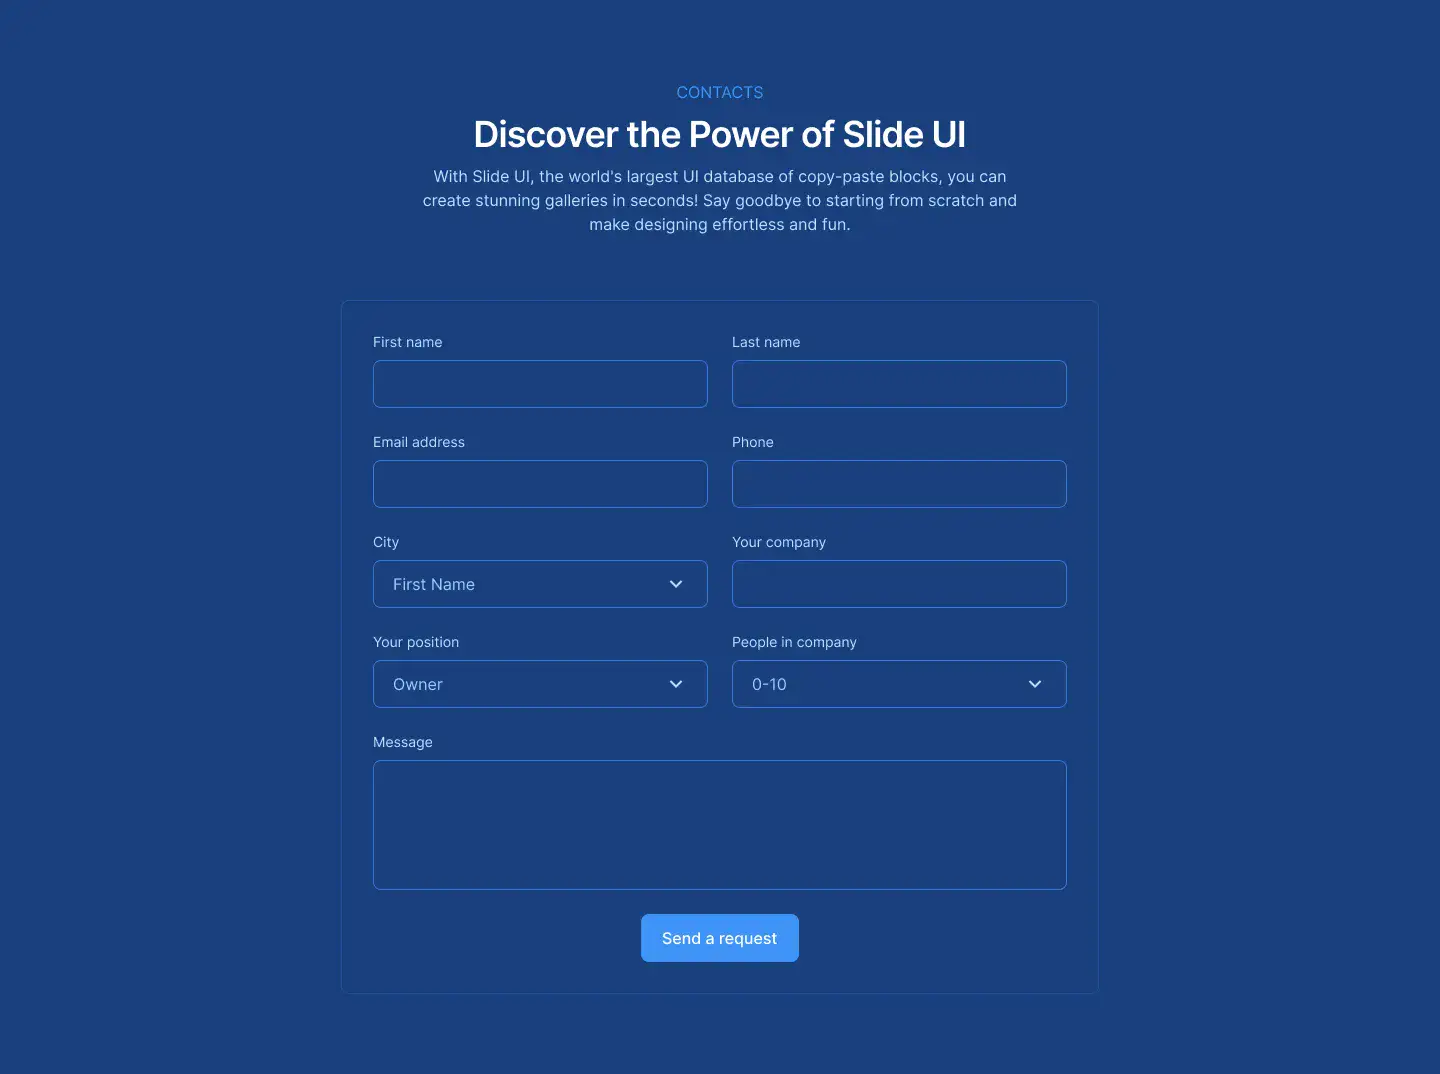 CONTACTS
Discover the Power of Slide UI
With Slide UI, the world's largest UI database of copy-paste blocks, you can
create stunning galleries in seconds! Say goodbye to starting from scratch and
make designing effortless and fun.
First name
Last name
Email address
Phone
City
Your company
First Name
Your position
People in company
Owner
0-10
Message
Send a request